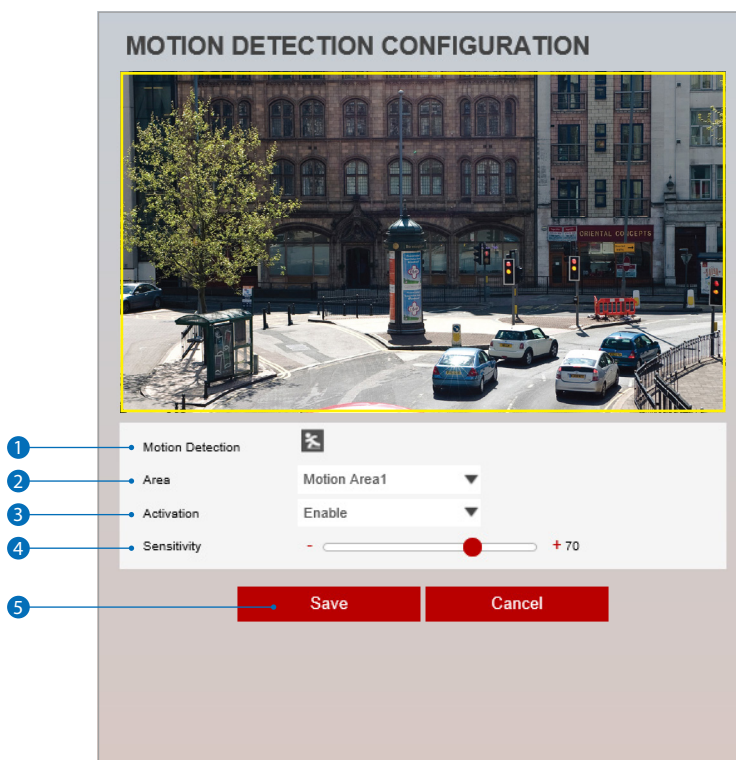 MOTION DETECTION CONFIGURATION
ORIENTAL CONCEPTS
1 Motion Detection
2 Area Motion Area1
3 Activation Enable
4 Sensitivity - + 70
5 Save Cancel